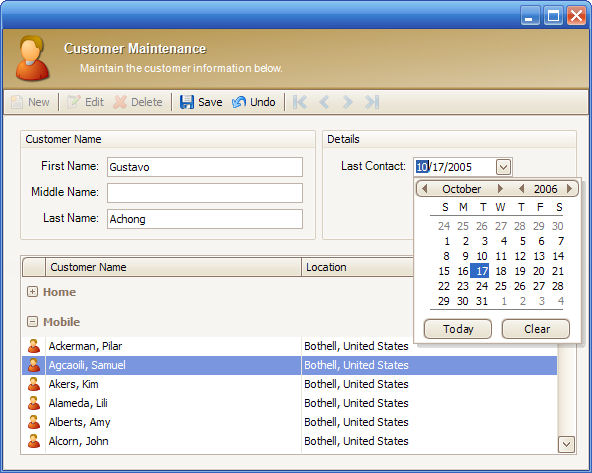 Customer Maintenance
Maintain the customer information below.
New Edit Delete Save Undo
Customer Name
Details
First Name: Gustavo
Last Contact: 10/17/2005
Middle Name:
Last Name: Achong
October 2006
S M T W T F S
24 25 26 27 28 29 30
1 2 3 4 5 6 7
8 9 10 11 12 13 14
15 16 17 18 19 20 21
22 23 24 25 26 27 28
29 30 31 1 2 3 4
Today Clear
Customer Name Location
Home
Mobile
Ackerman, Pilar Bothell, United States
Agcaoili, Samuel Bothell, United States
Akers, Kim Bothell, United States
Alameda, Lili Bothell, United States
Alberts, Amy Bothell, United States
Alcorn, John Bothell, United States